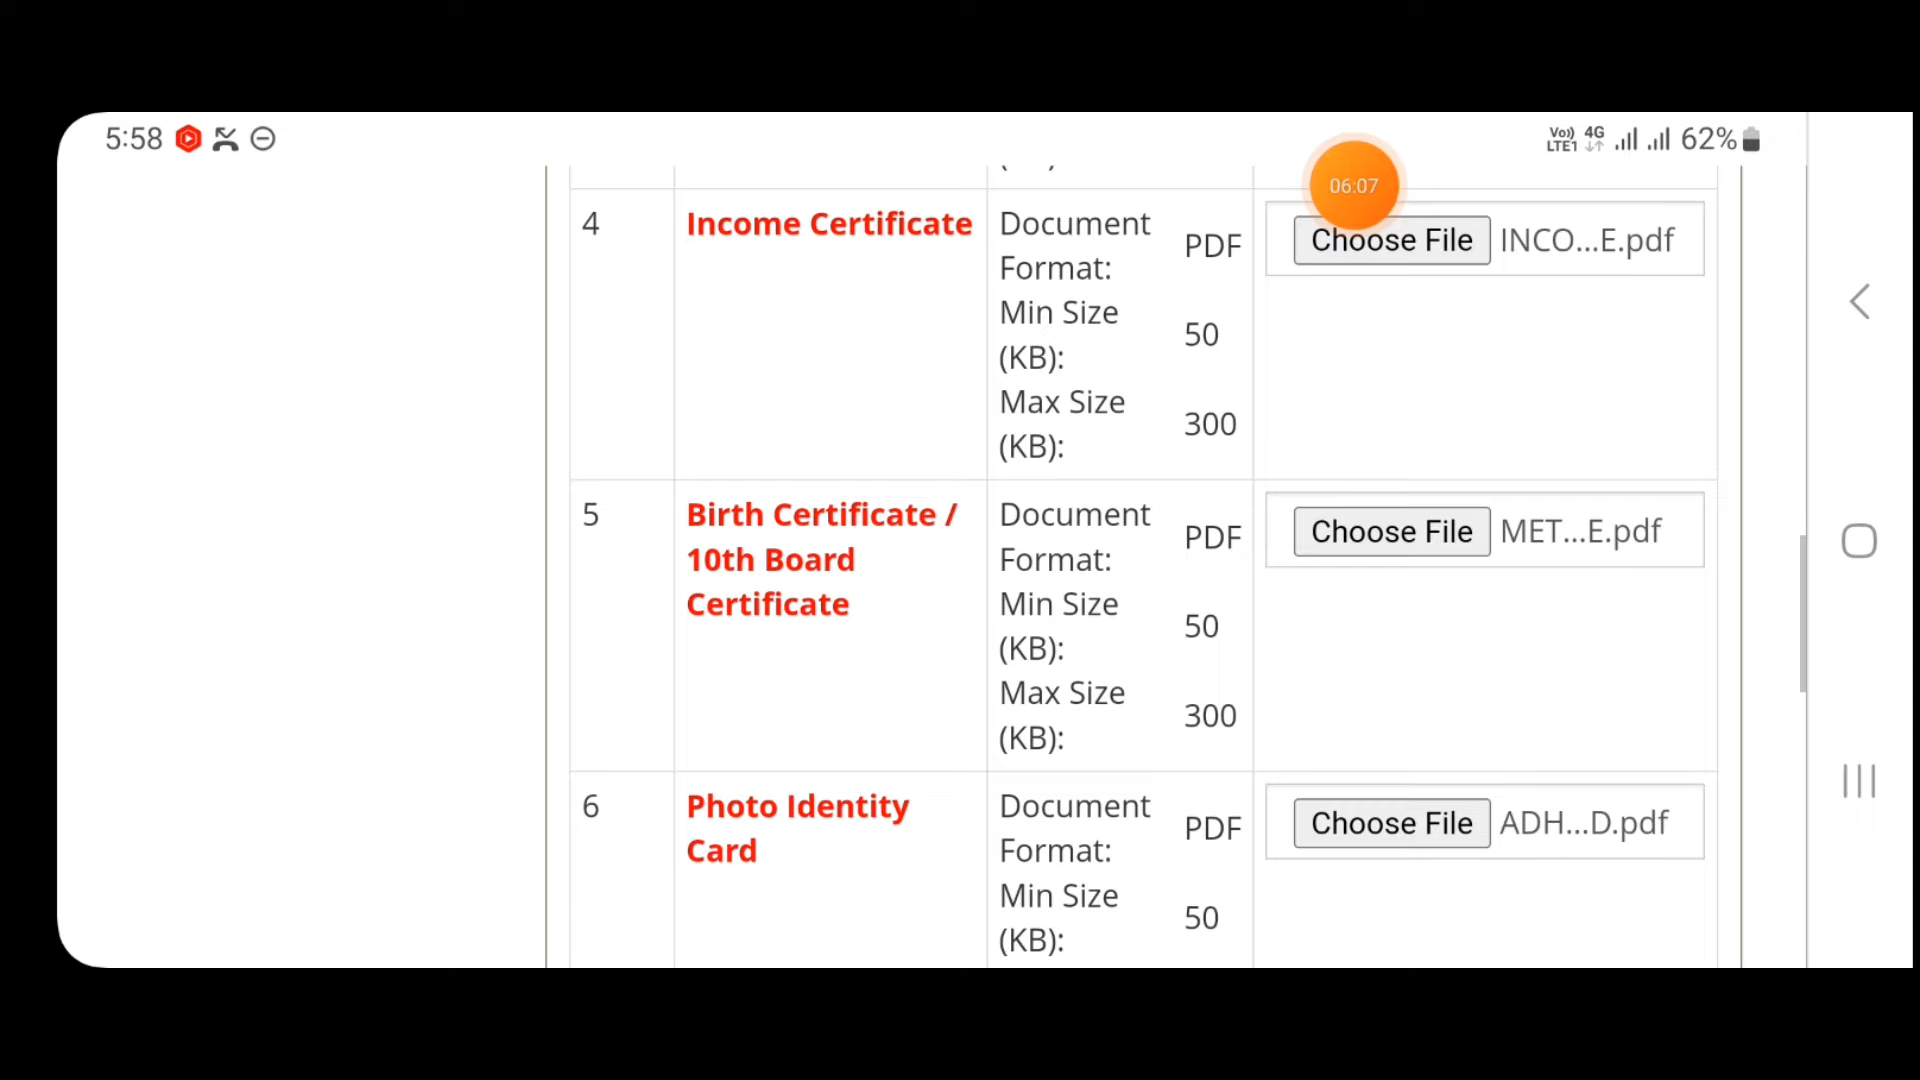 5:58
Vo)) LTE1 4G 62%
06:07
4
Income Certificate
Document Format: PDF
Min Size (KB): 50
Max Size (KB): 300
Choose File INCO...E.pdf
5
Birth Certificate /
10th Board
Certificate
Document Format: PDF
Min Size (KB): 50
Max Size (KB): 300
Choose File MET...E.pdf
6
Photo Identity
Card
Document Format: PDF
Min Size (KB): 50
Choose File ADH...D.pdf